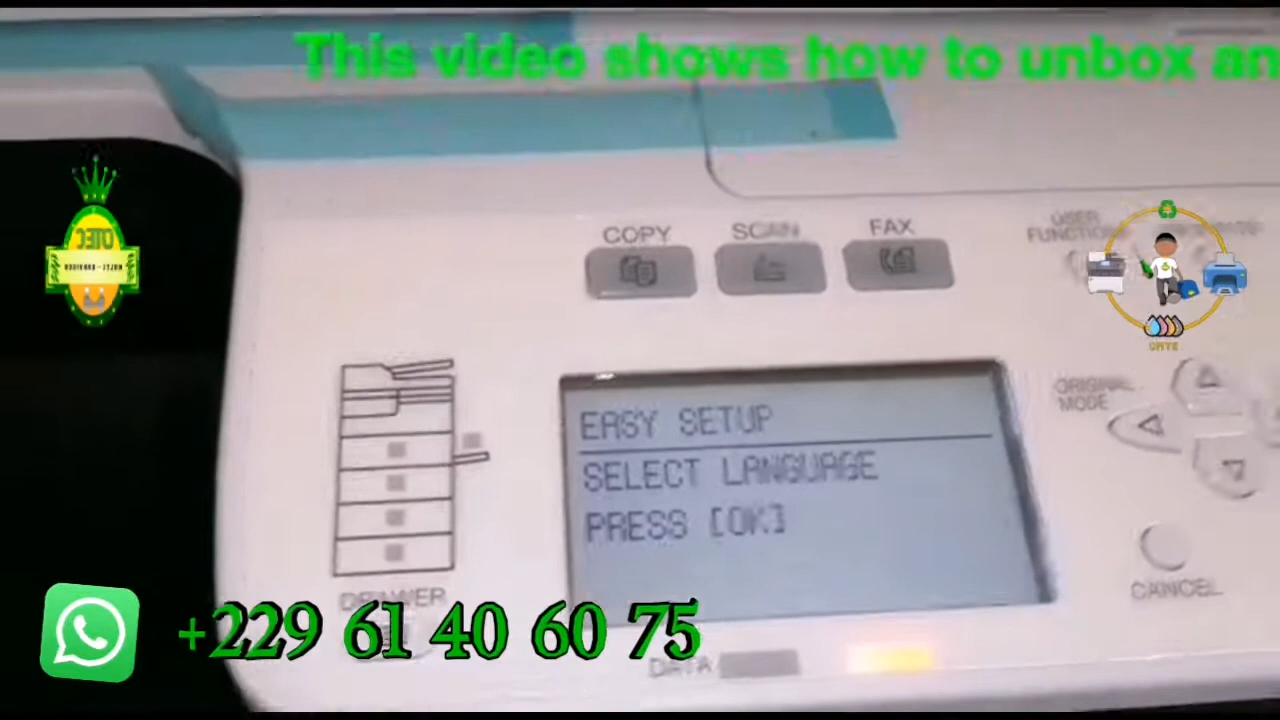 This video shows how to unbox an
OTEC
COPY
SCAN
FAX
USER
FUNCTIONS
ORIGINAL
MODE
EASY SETUP
SELECT LANGUAGE
PRESS [OK]
CANCEL
DRAWER
+229 61 40 60 75
DATA